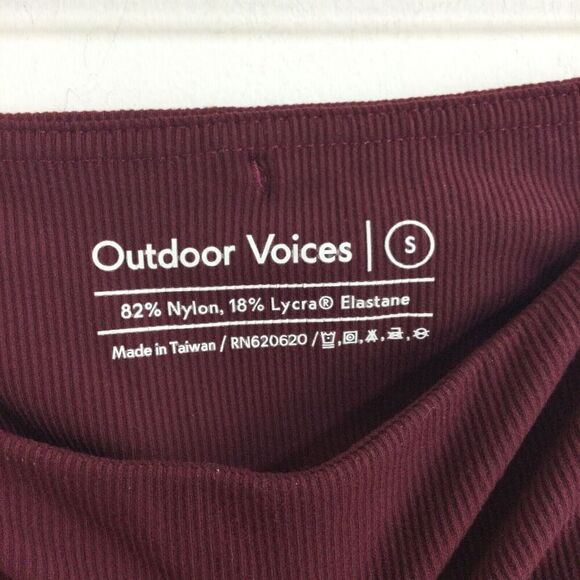 Outdoor Voices | S
82% Nylon, 18% Lycra® Elastane
Made in Taiwan / RN620620 /